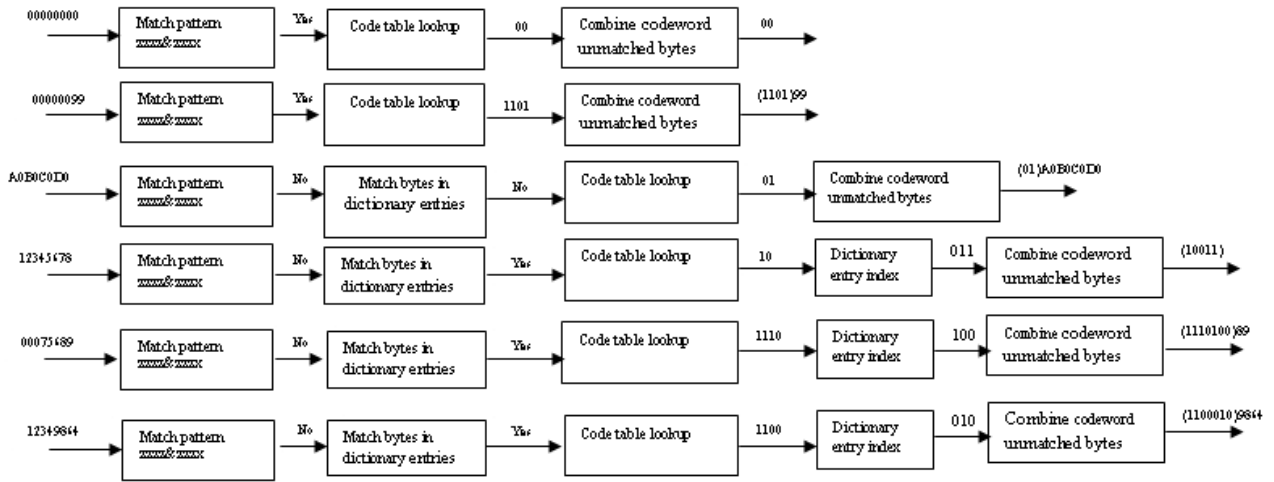 00000000 Match pattern Yes Code table lookup 00 Combine codeword 00
zzzz& zzzx unmatched bytes
00000099 Match pattern Yes Code table lookup 1101 Combine codeword (1101)99
zzzz& zzzx unmatched bytes
A0B0C0D0 Match pattern No Match bytes in No Code table lookup 01 Combine codeword (01)A0B0C0D0
zzzz& zzzx dictionary entries unmatched bytes
12345678 Match pattern No Match bytes in Yes Code table lookup 10 Dictionary 011 Combine codeword (10011)
zzzz& zzzx dictionary entries entry index unmatched bytes
00075689 Match pattern No Match bytes in Yes Code table lookup 1110 Dictionary 100 Combine codeword (1110100)89
zzzz& zzzx dictionary entries entry index unmatched bytes
12349864 Match pattern No Match bytes in Yes Code table lookup 1100 Dictionary 010 Combine codeword (1100010)9864
zzzz& zzzx dictionary entries entry index unmatched bytes